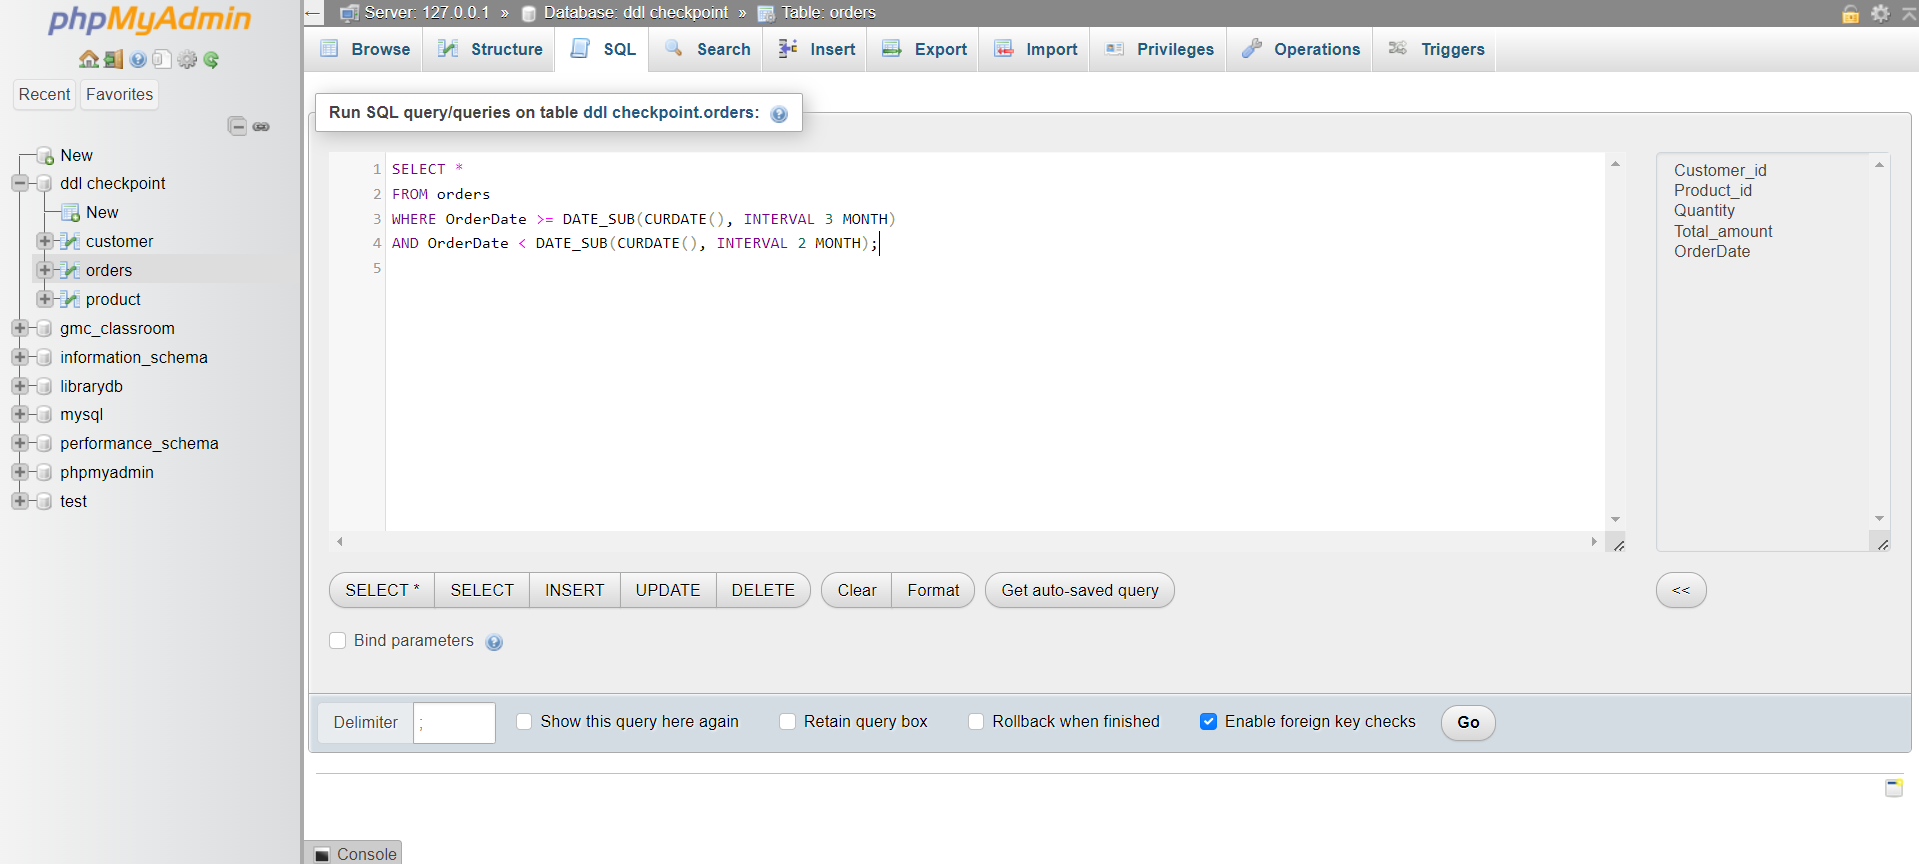 phpMyAdmin
Recent Favorites
New
ddl checkpoint
New
customer
orders
product
gmc_classroom
information_schema
librarydb
mysql
performance_schema
phpmyadmin
test
Server: 127.0.0.1 » Database: ddl checkpoint » Table: orders
Browse Structure SQL Search Insert Export Import Privileges Operations Triggers
Run SQL query/queries on table ddl checkpoint.orders:
1 SELECT *
2 FROM orders
3 WHERE OrderDate >= DATE_SUB(CURDATE(), INTERVAL 3 MONTH)
4 AND OrderDate < DATE_SUB(CURDATE(), INTERVAL 2 MONTH);
5
Customer_id
Product_id
Quantity
Total_amount
OrderDate
SELECT * SELECT INSERT UPDATE DELETE Clear Format Get auto-saved query <<
Bind parameters
Delimiter ; Show this query here again Retain query box Rollback when finished Enable foreign key checks Go
Console